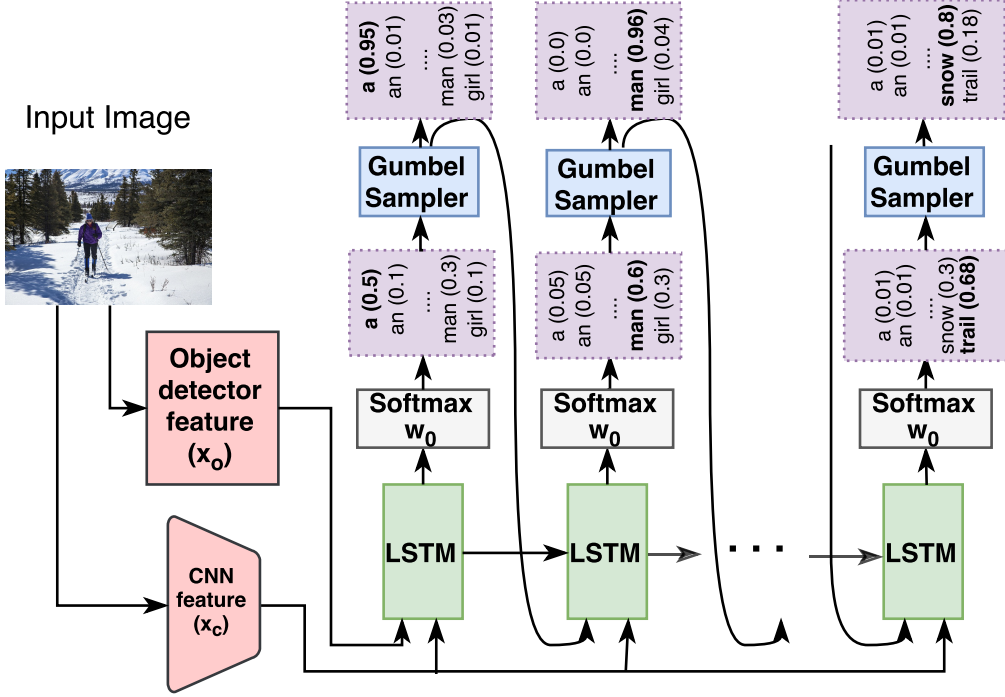 Input Image
a (0.95)
an (0.01)
....
man (0.03)
girl (0.01)
a (0.0)
an (0.0)
....
man (0.96)
girl (0.04)
a (0.01)
an (0.01)
....
snow (0.8)
trail (0.18)
Gumbel
Sampler
Gumbel
Sampler
Gumbel
Sampler
a (0.5)
an (0.1)
....
man (0.3)
girl (0.1)
a (0.05)
an (0.05)
....
man (0.6)
girl (0.3)
a (0.01)
an (0.01)
....
snow (0.3)
trail (0.68)
Object
detector
feature
(x₀)
Softmax
w₀
Softmax
w₀
Softmax
w₀
LSTM
LSTM
. . .
LSTM
CNN
feature
(x_c)